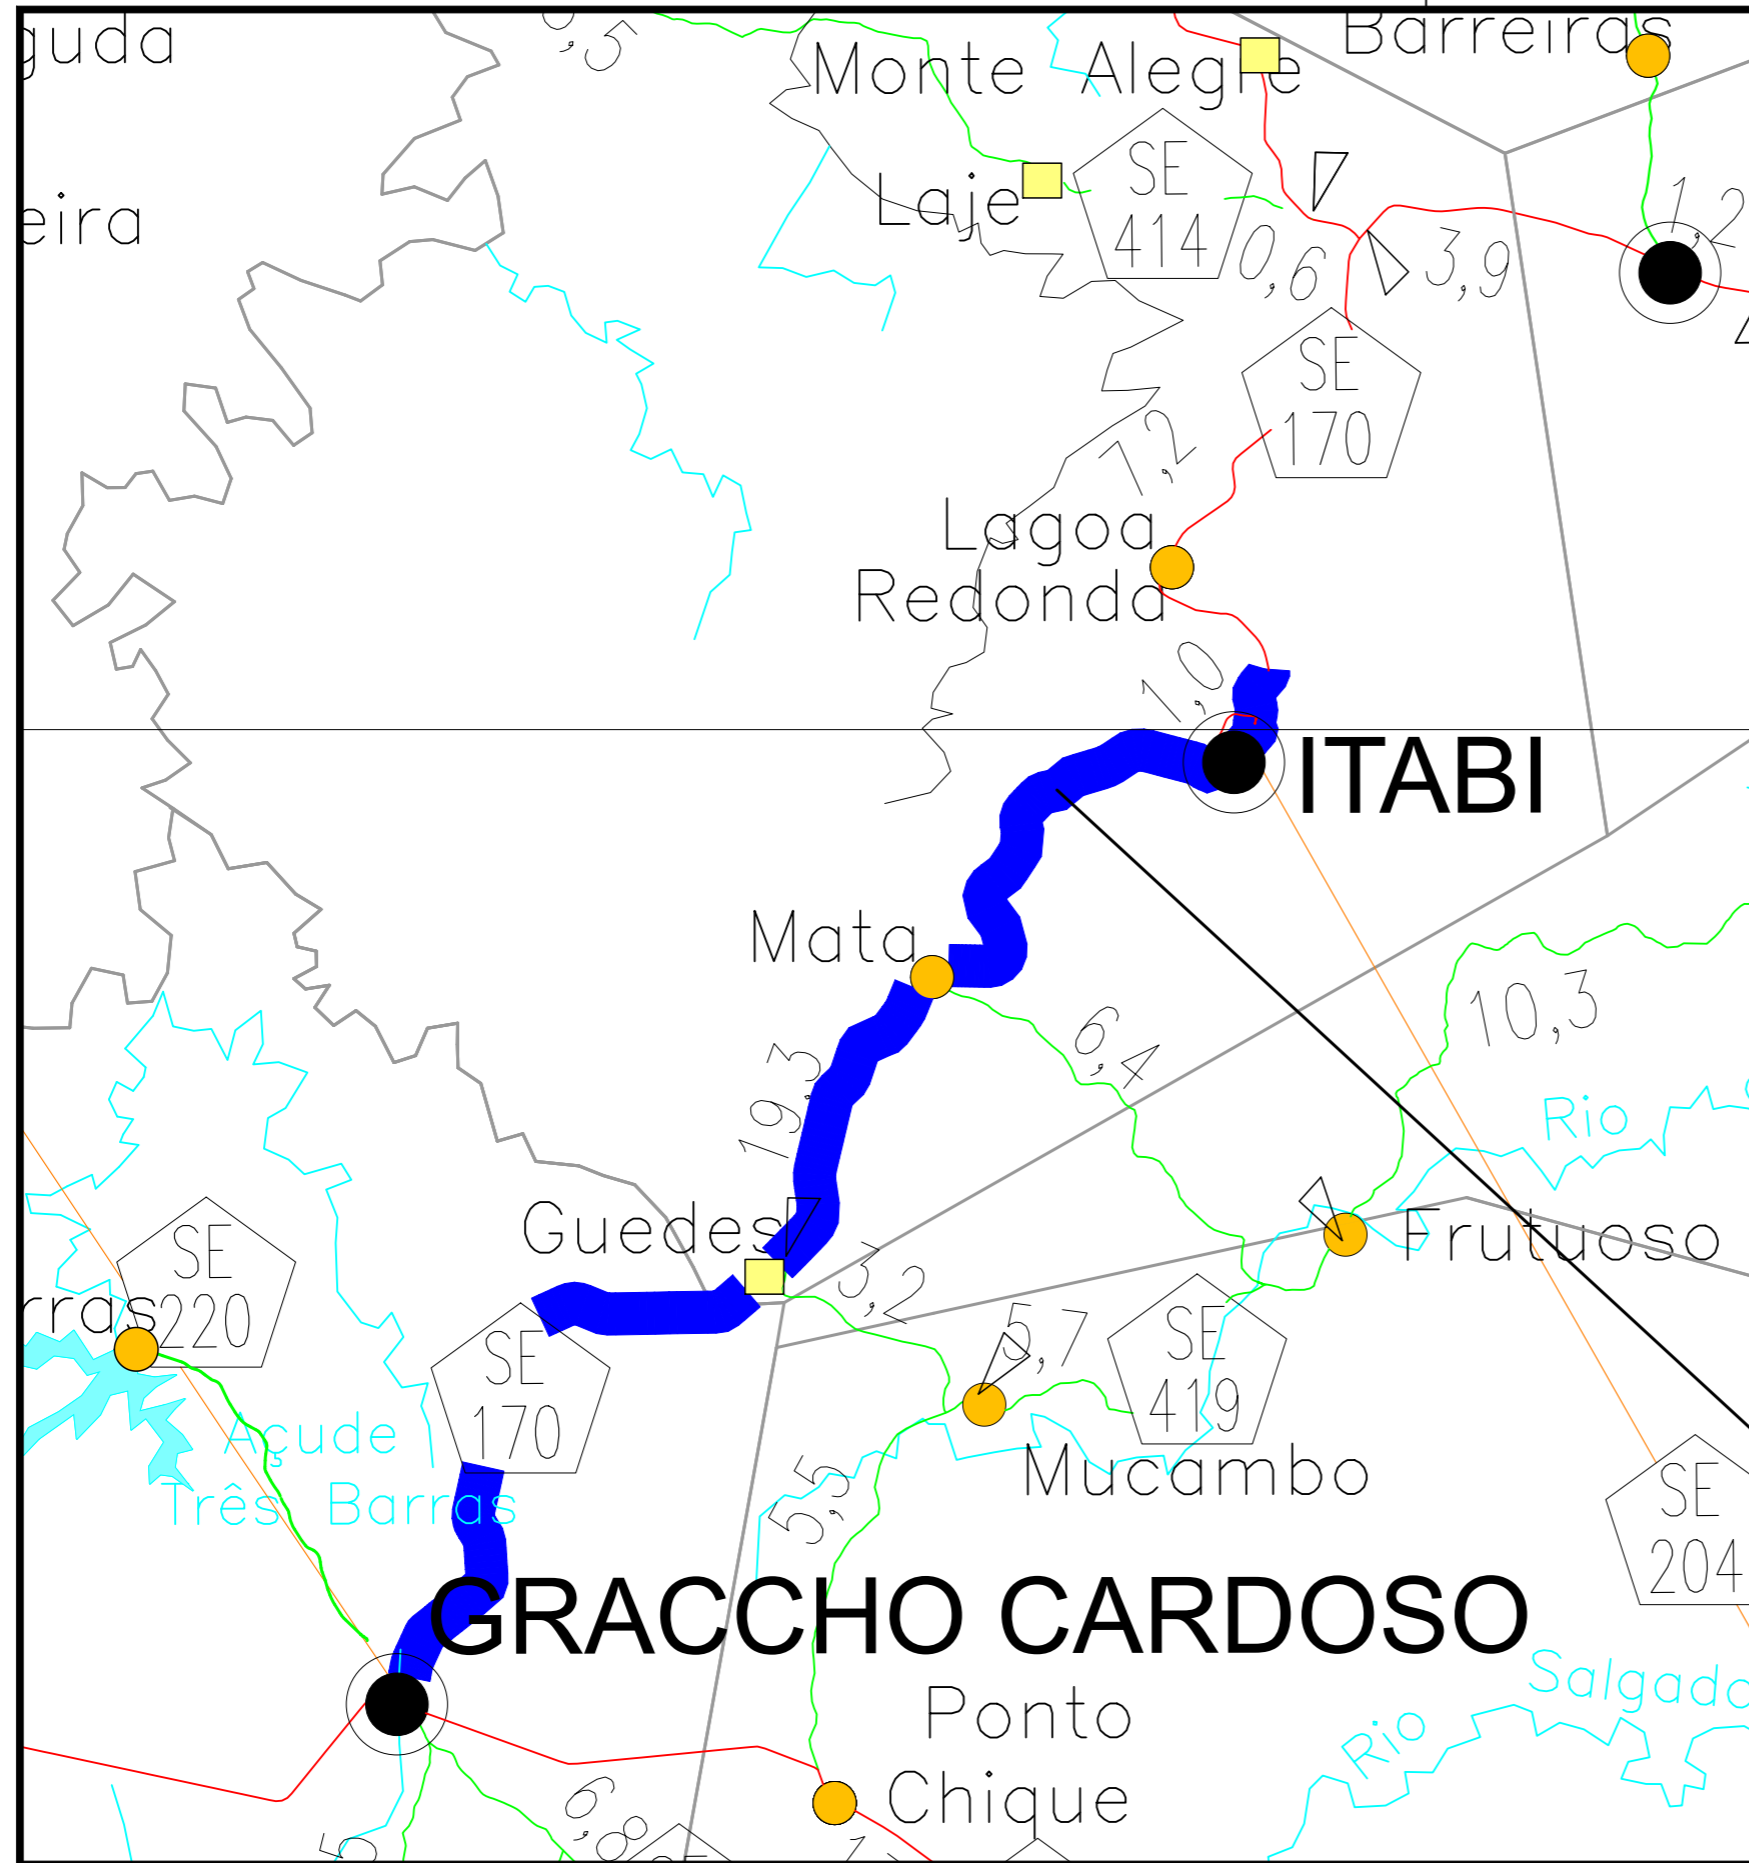 guda
5
Monte Alegre
Barreiras
eira
Laje
SE
414
0,6
3,9
1,2
SE
170
7,2
Lagoa
Redonda
1,0
ITABI
Mata
19,3
6,4
10,3
Rio
Guedes
3,2
Frutuoso
SE
220
rras
SE
170
5,7
SE
419
Açude
Três Barras
Mucambo
5,5
SE
204
GRACCHO CARDOSO
Salgado
Rio
Ponto
Chique
6,8
5